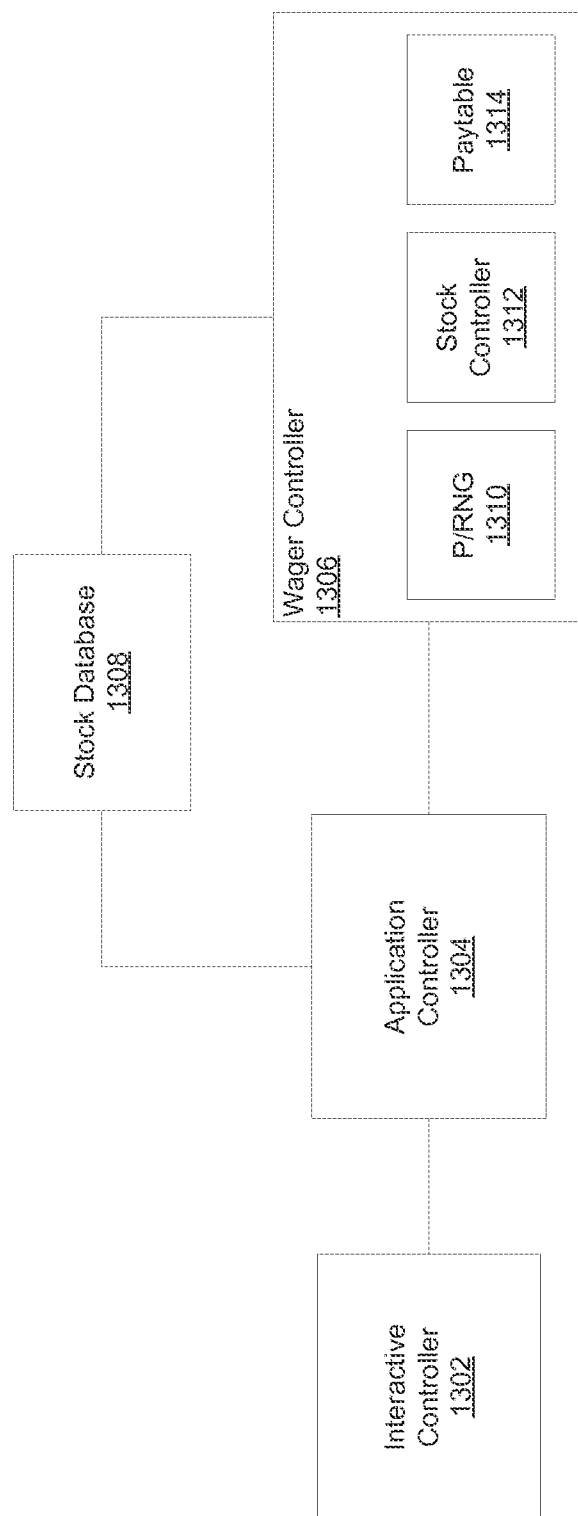 Stock Database
1308
Wager Controller
1306
P/RNG
1310
Stock
Controller
1312
Paytable
1314
Application
Controller
1304
Interactive
Controller
1302